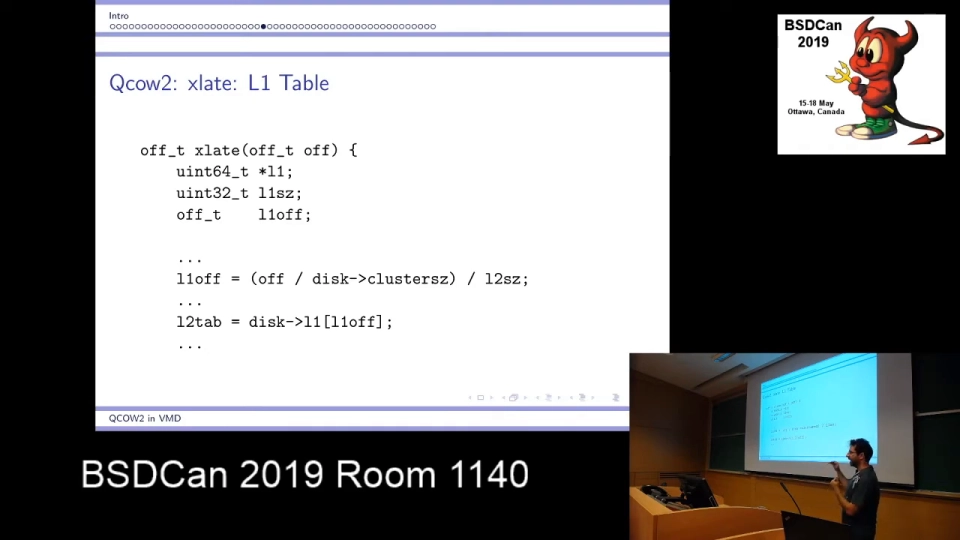 Intro
Qcow2: xlate: L1 Table
off_t xlate(off_t off) {
uint64_t *l1;
uint32_t l1sz;
off_t l1off;
...
l1off = (off / disk->clustersz) / l2sz;
...
l2tab = disk->l1[l1off];
...
QCOW2 in VMD
BSDCan 2019 Room 1140
BSDCan
2019
15-18 May
Ottawa, Canada